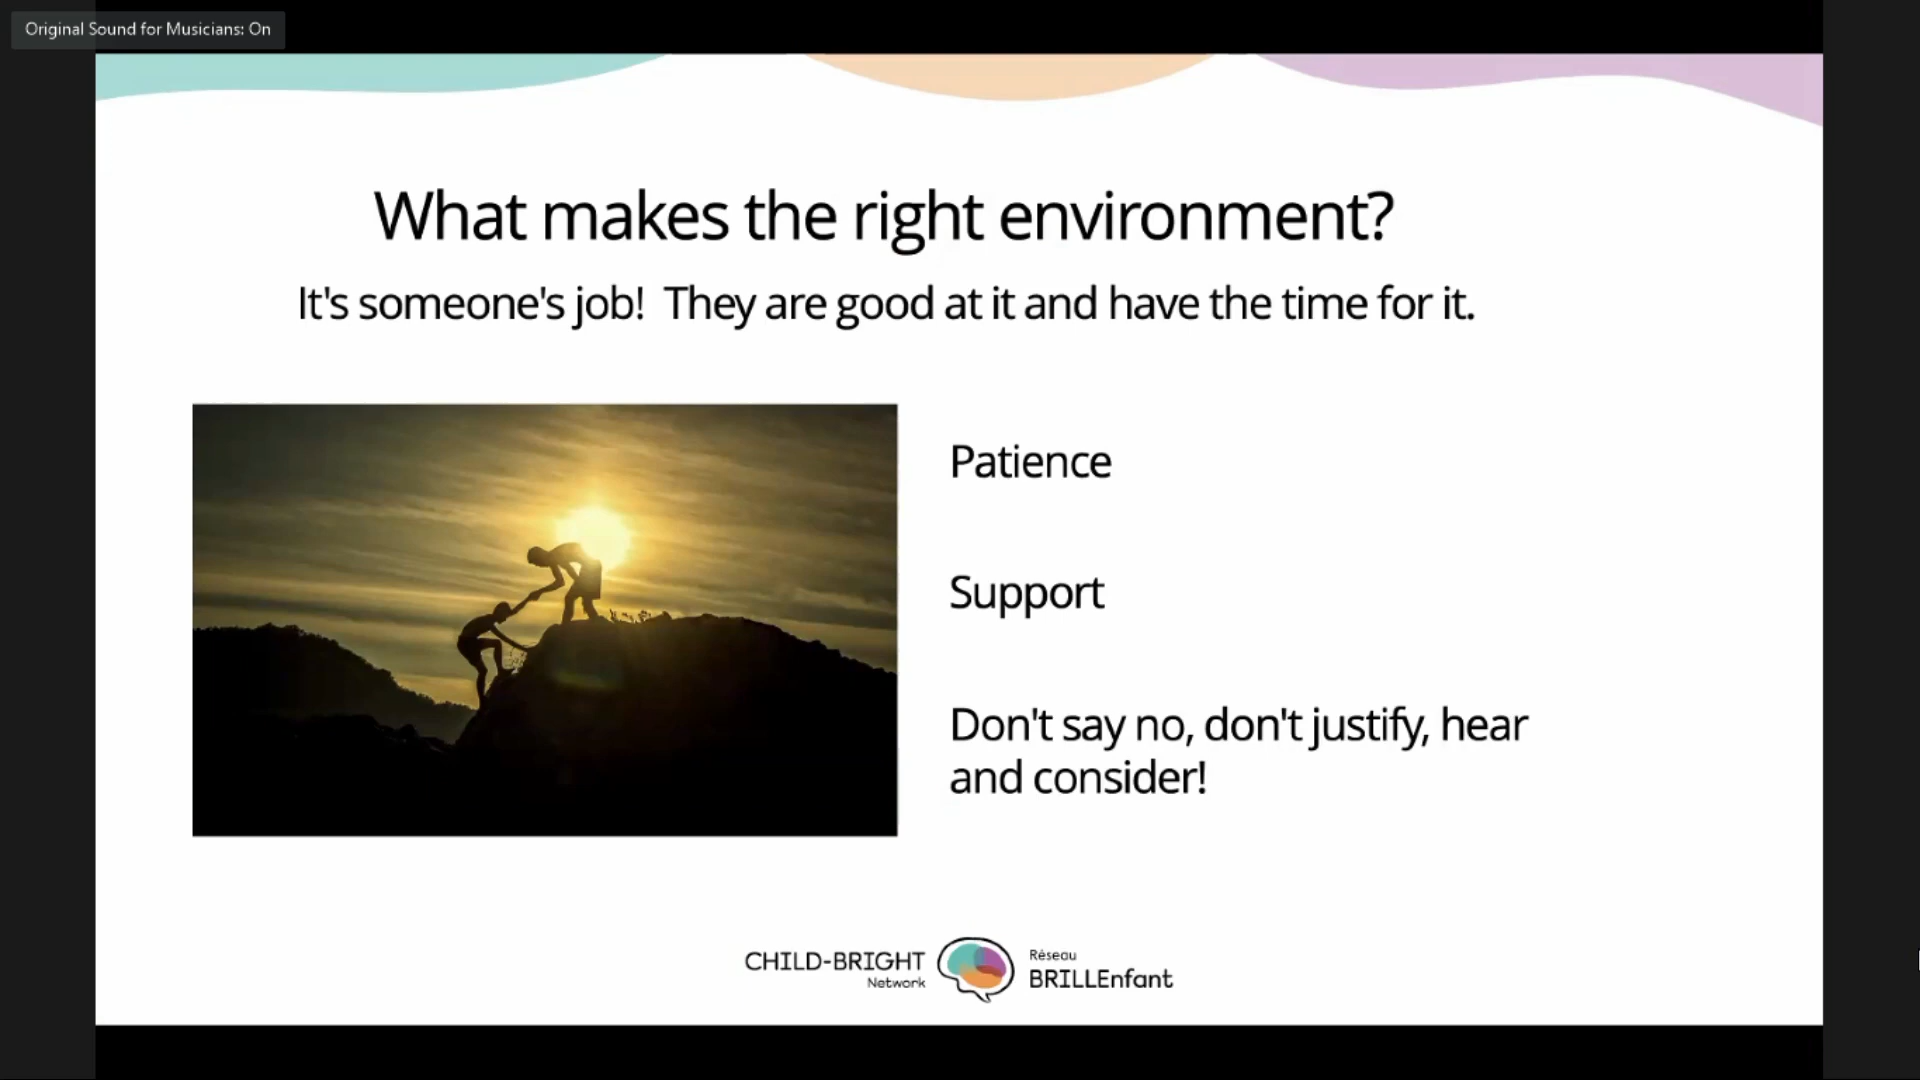 Original Sound for Musicians: On
What makes the right environment?
It's someone's job!  They are good at it and have the time for it.
Patience
Support
Don't say no, don't justify, hear
and consider!
CHILD-BRIGHT
Network
Réseau
BRILLEnfant